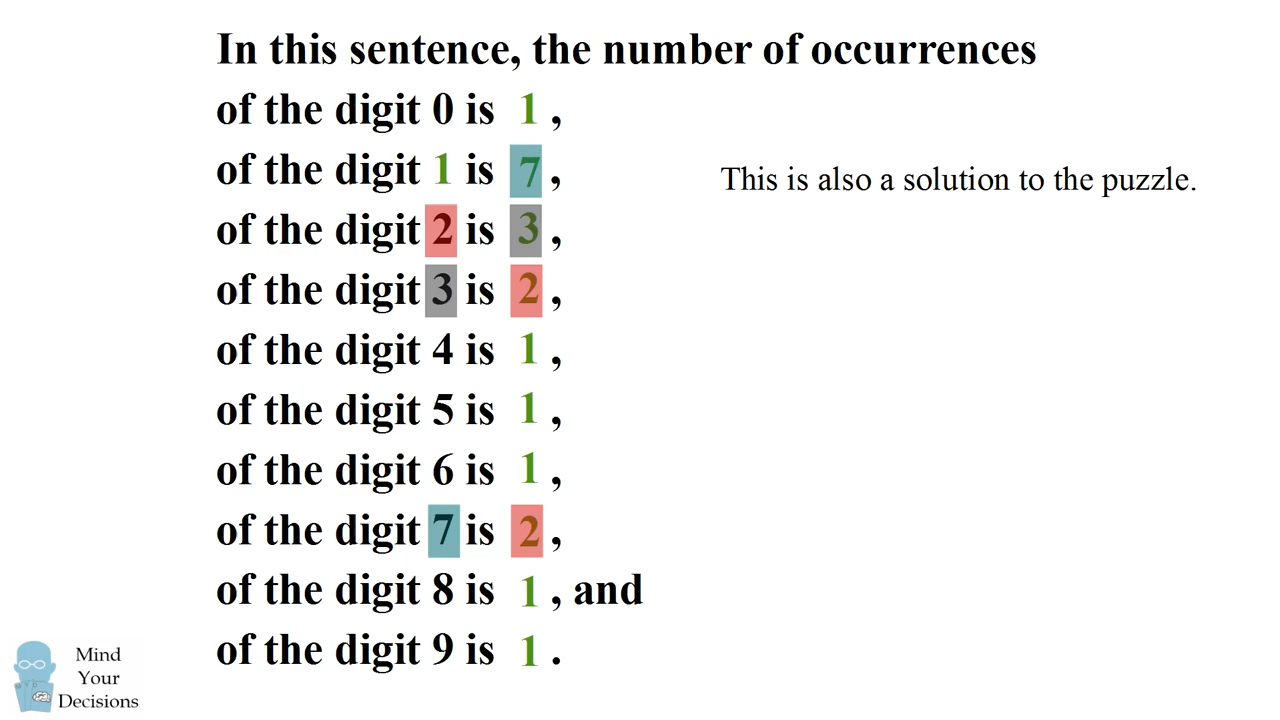 In this sentence, the number of occurrences
of the digit 0 is 1 ,
of the digit 1 is 7 ,
of the digit 2 is 3 ,
of the digit 3 is 2 ,
of the digit 4 is 1 ,
of the digit 5 is 1 ,
of the digit 6 is 1 ,
of the digit 7 is 2 ,
of the digit 8 is 1 , and
of the digit 9 is 1 .
This is also a solution to the puzzle.
Mind
Your
Decisions